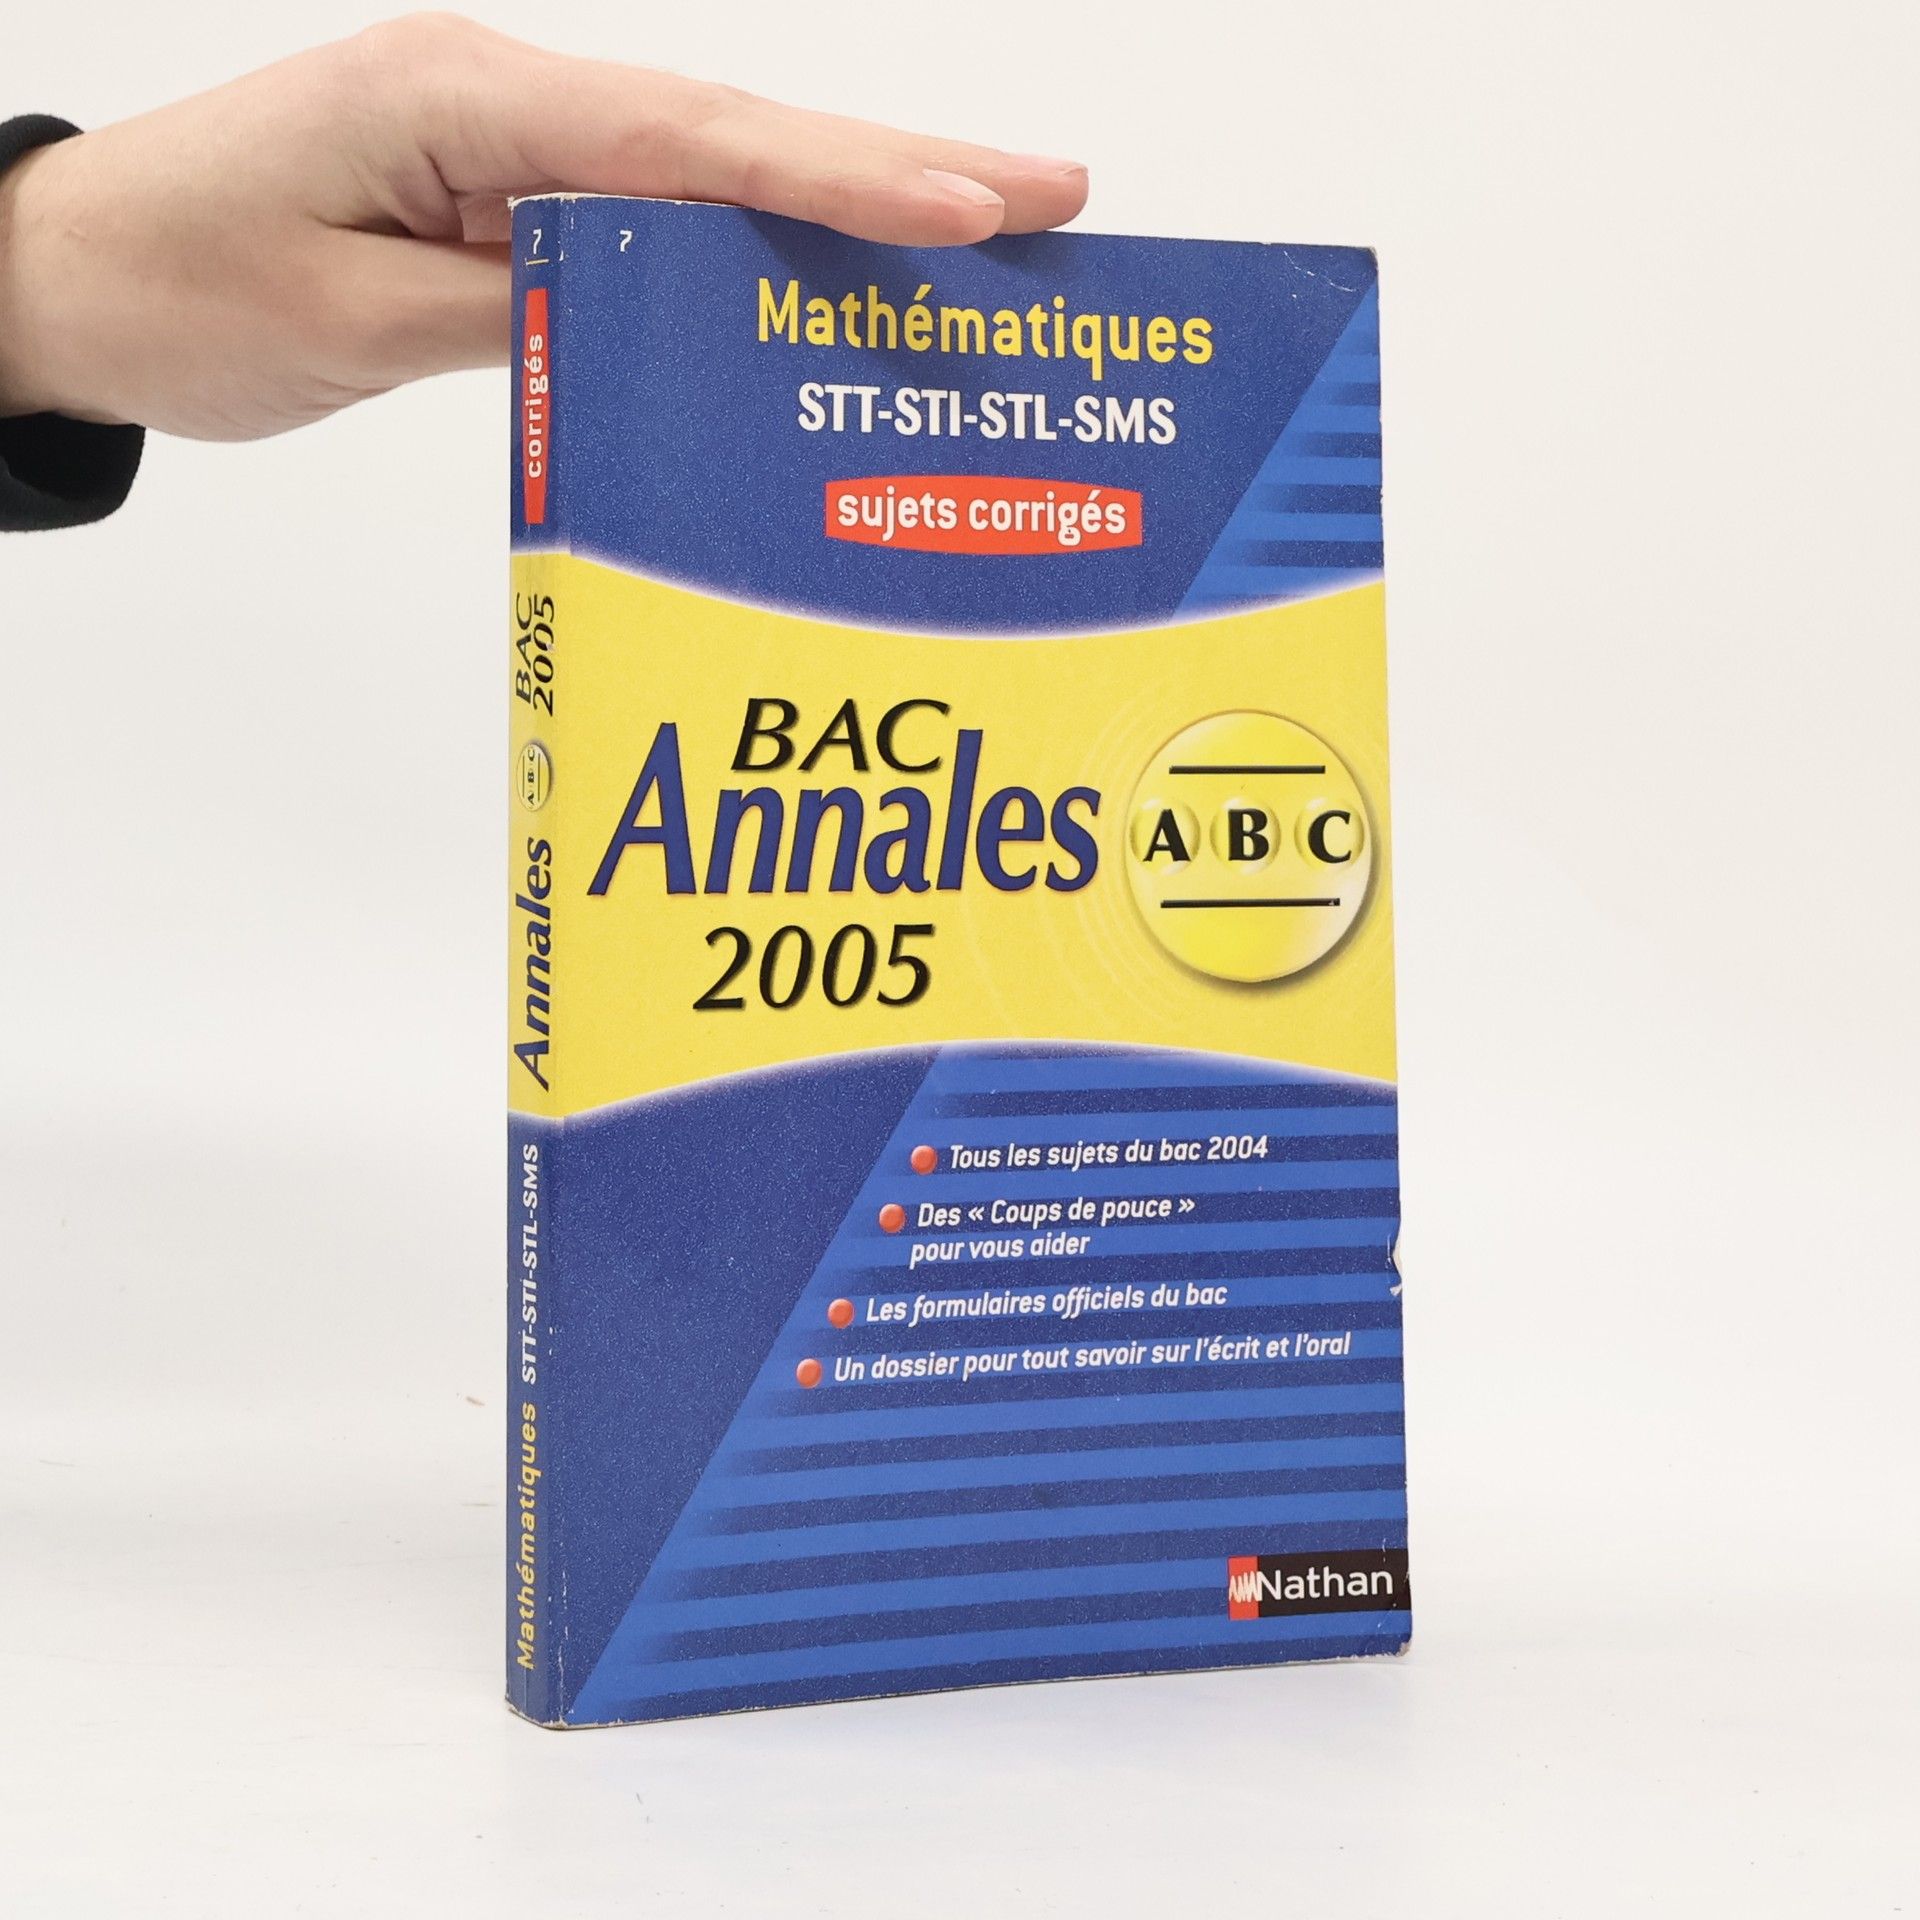 7
corrigés
BAC
2005
ABC
Annales
Mathématiques STT-STI-STL-SMS
7
Mathématiques
STT-STI-STL-SMS
sujets corrigés
BAC
Annales
2005
A B C
Tous les sujets du bac 2004
Des « Coups de pouce »
pour vous aider
Les formulaires officiels du bac
Un dossier pour tout savoir sur l'écrit et l'oral
Nathan